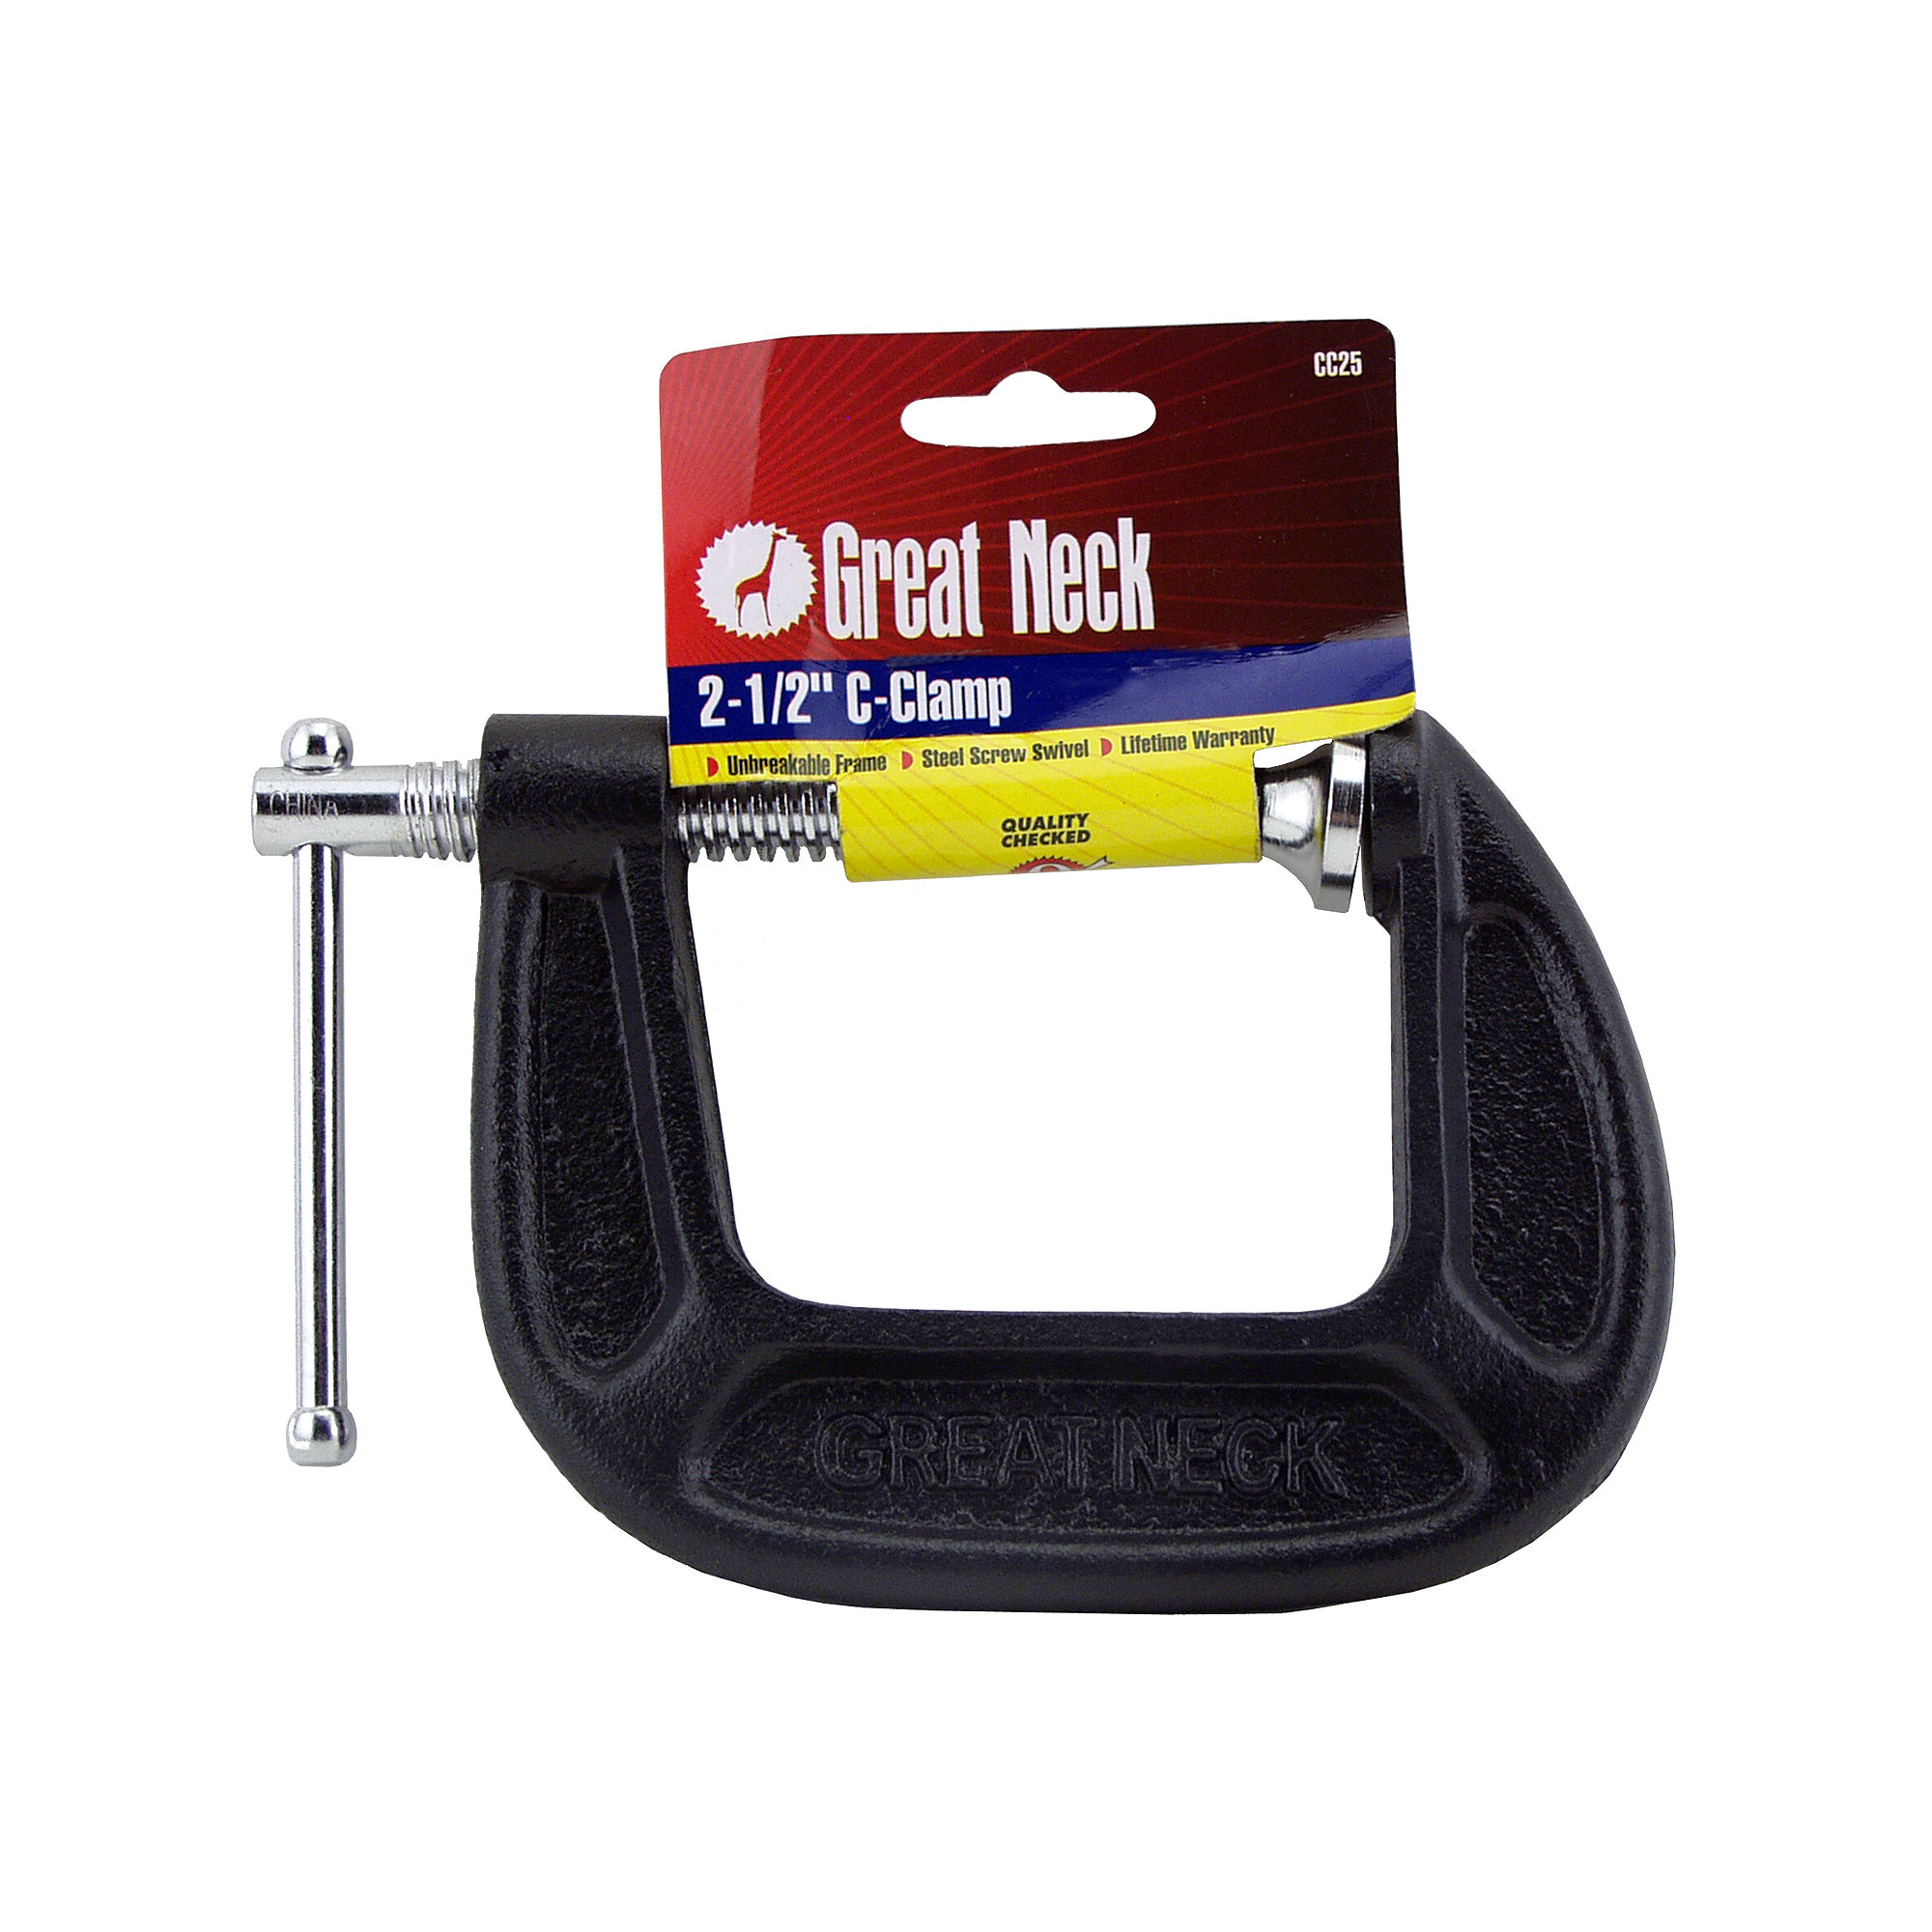 CC25
Great Neck
2-1/2" C-Clamp
Unbreakable Frame Steel Screw Swivel Lifetime Warranty
CHINA
QUALITY
CHECKED
GREAT NECK